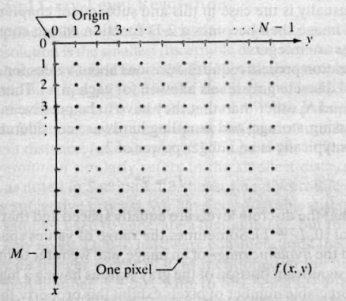 Origin
0 1 2 3 . . . . . N − 1
0
y
1
2
3
M − 1
One pixel
f(x, y)
x